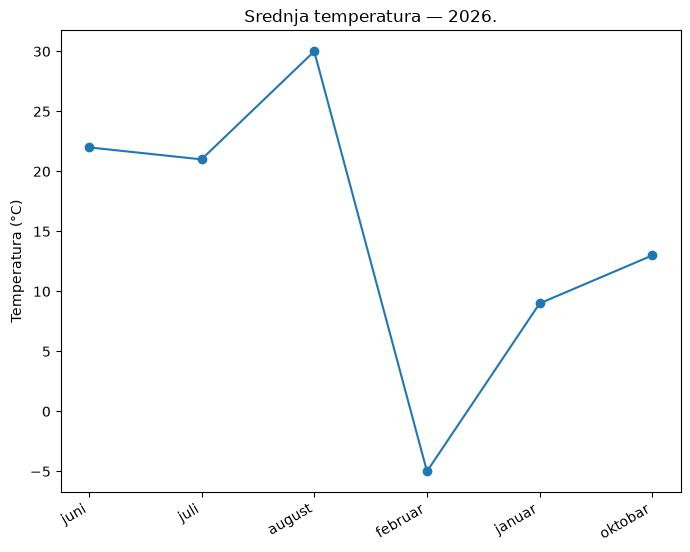 Srednja temperatura — 2026.
Temperatura (°C)
30
25
20
15
10
5
0
−5
juni
juli
august
februar
januar
oktobar